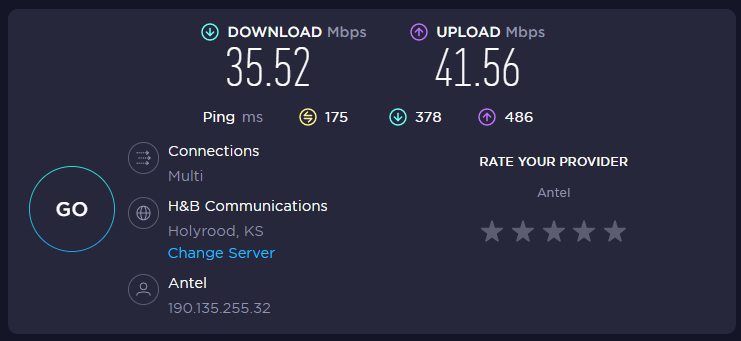 DOWNLOAD Mbps
35.52
UPLOAD Mbps
41.56
Ping ms 175 378 486
GO
Connections
Multi
H&B Communications
Holyrood, KS
Change Server
Antel
190.135.255.32
RATE YOUR PROVIDER
Antel